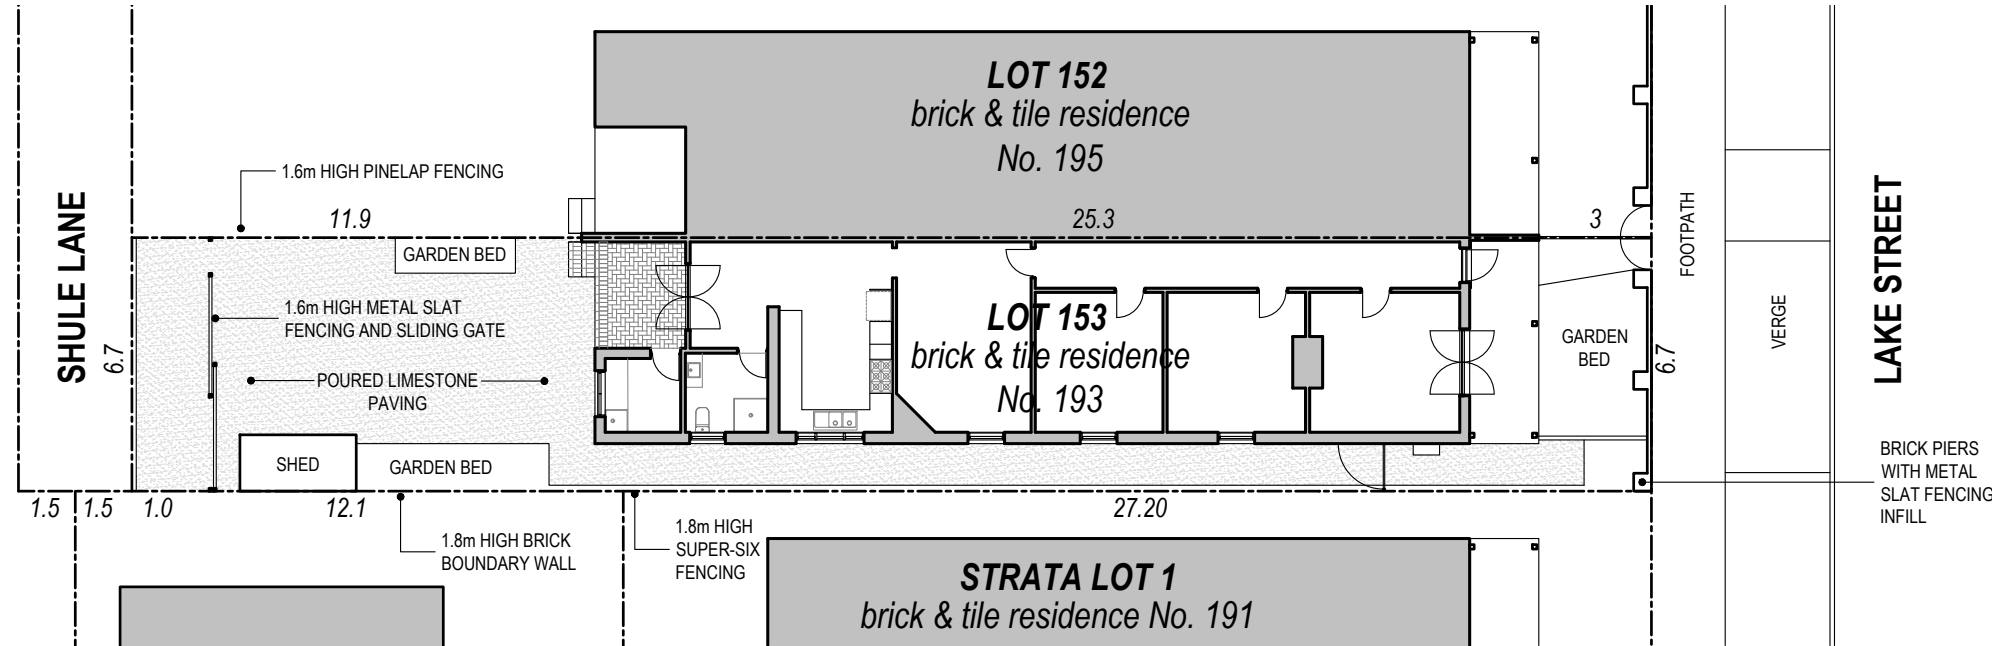 LOT 152
brick & tile residence
No. 195
1.6m HIGH PINELAP FENCING
11.9
25.3
3
SHULE LANE
6.7
GARDEN BED
1.6m HIGH METAL SLAT
FENCING AND SLIDING GATE
POURED LIMESTONE
PAVING
LOT 153
brick & tile residence
No. 193
GARDEN
BED
6.7
FOOTPATH
VERGE
LAKE STREET
SHED
GARDEN BED
BRICK PIERS
WITH METAL
SLAT FENCING
INFILL
1.5
1.5
1.0
12.1
27.20
1.8m HIGH BRICK
BOUNDARY WALL
1.8m HIGH
SUPER-SIX
FENCING
STRATA LOT 1
brick & tile residence No. 191